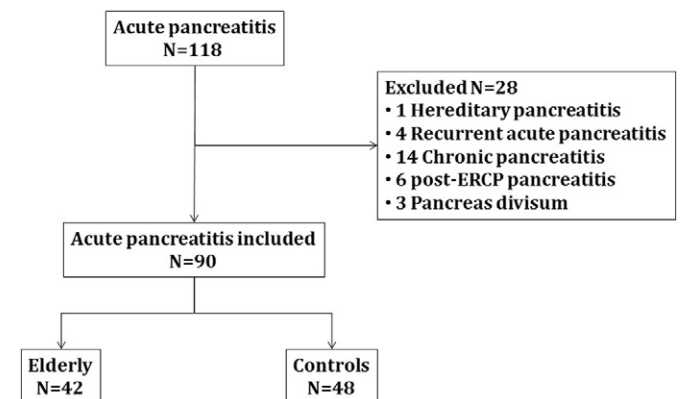 Acute pancreatitis
N=118
Excluded N=28
• 1 Hereditary pancreatitis
• 4 Recurrent acute pancreatitis
• 14 Chronic pancreatitis
• 6 post-ERCP pancreatitis
• 3 Pancreas divisum
Acute pancreatitis included
N=90
Elderly
N=42
Controls
N=48